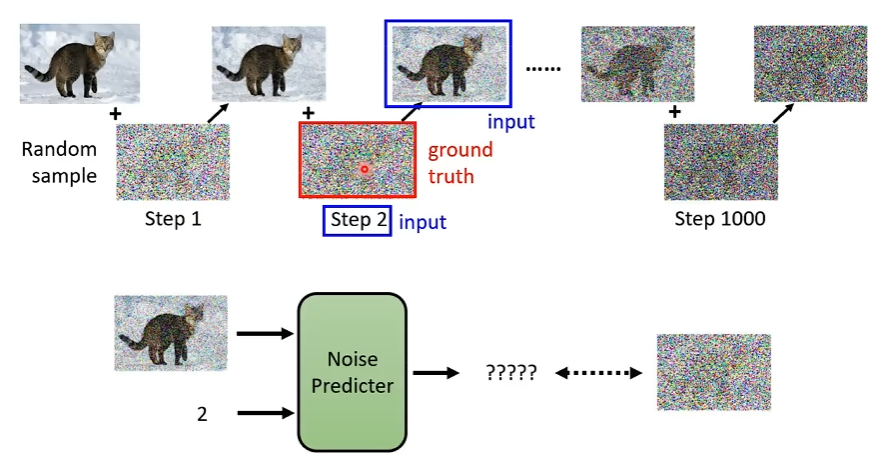 +
+
......
+
input
Random
sample
ground
truth
Step 1
Step 2
input
Step 1000
Noise
Predicter
?????
2